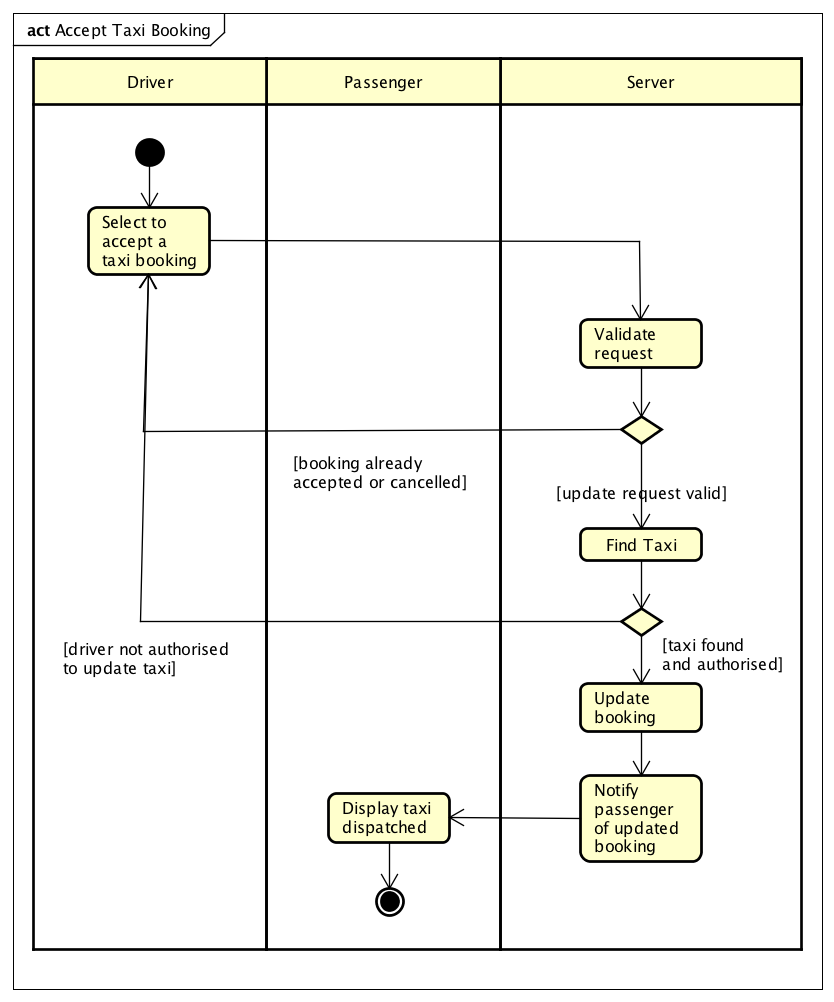 act Accept Taxi Booking
Driver
Passenger
Server
Select to
accept a
taxi booking
Validate
request
[booking already
accepted or cancelled]
[update request valid]
Find Taxi
[driver not authorised
to update taxi]
[taxi found
and authorised]
Update
booking
Display taxi
dispatched
Notify
passenger
of updated
booking